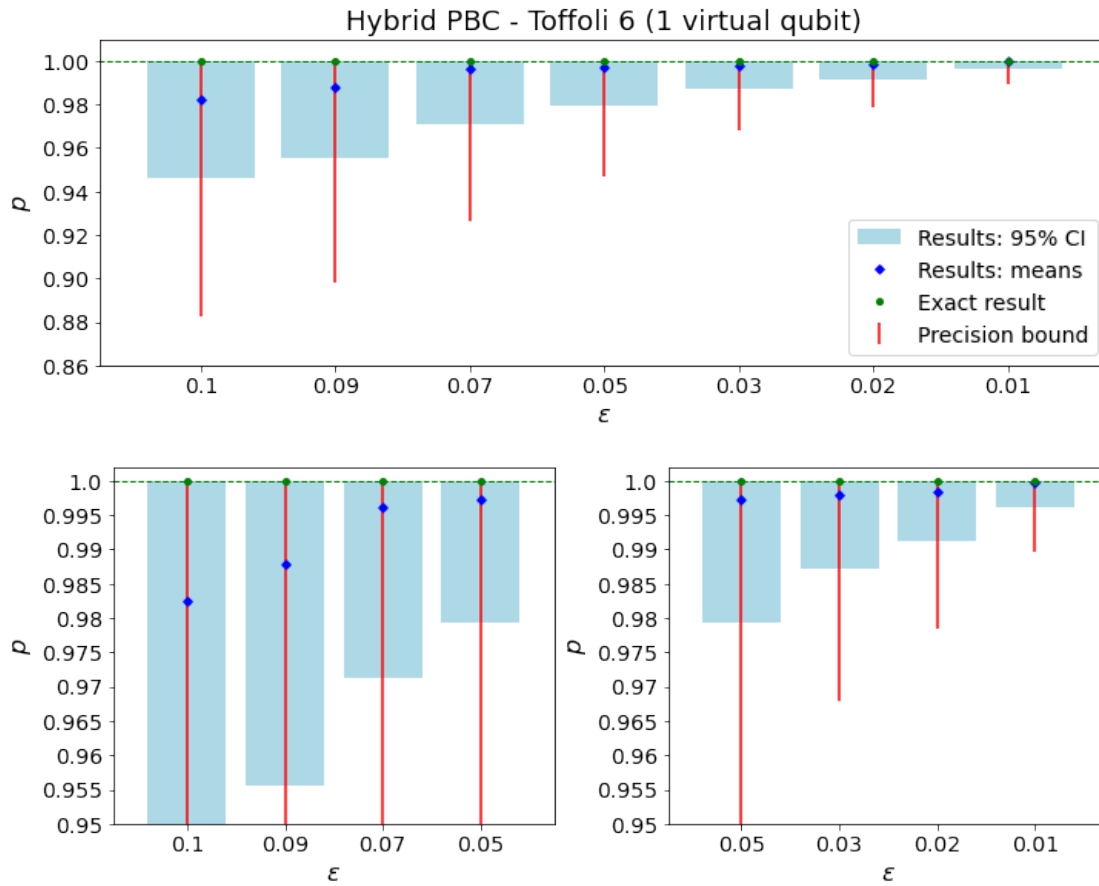 Hybrid PBC - Toffoli 6 (1 virtual qubit)
1.00
0.98
0.96
0.94
0.92
0.90
0.88
0.86
p
Results: 95% CI
Results: means
Exact result
Precision bound
0.1 0.09 0.07 0.05 0.03 0.02 0.01
ε
1.0
0.995
0.99
0.985
0.98
0.975
0.97
0.965
0.96
0.955
0.95
p
0.1 0.09 0.07 0.05
ε
1.0
0.995
0.99
0.985
0.98
0.975
0.97
0.965
0.96
0.955
0.95
p
0.05 0.03 0.02 0.01
ε